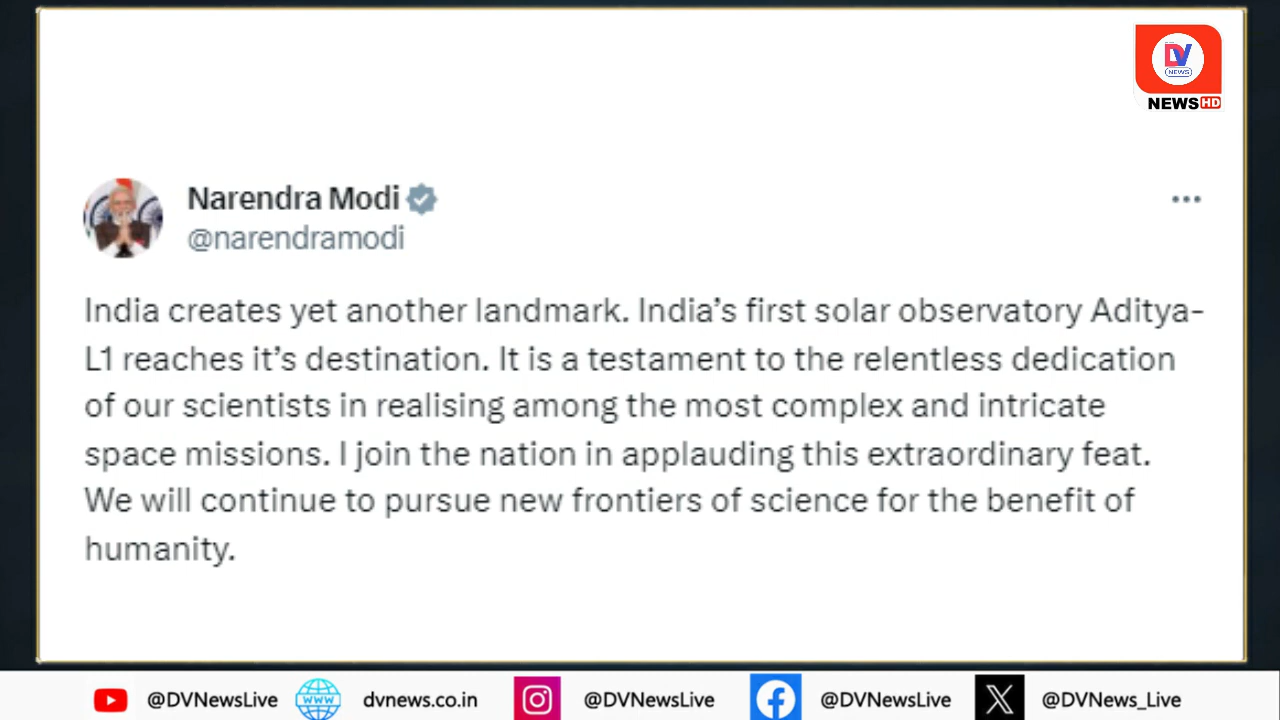 DV
NEWS
NEWSHD
Narendra Modi
@narendramodi
India creates yet another landmark. India’s first solar observatory Aditya-
L1 reaches it’s destination. It is a testament to the relentless dedication
of our scientists in realising among the most complex and intricate
space missions. I join the nation in applauding this extraordinary feat.
We will continue to pursue new frontiers of science for the benefit of
humanity.
@DVNewsLive www dvnews.co.in @DVNewsLive @DVNewsLive X @DVNews_Live